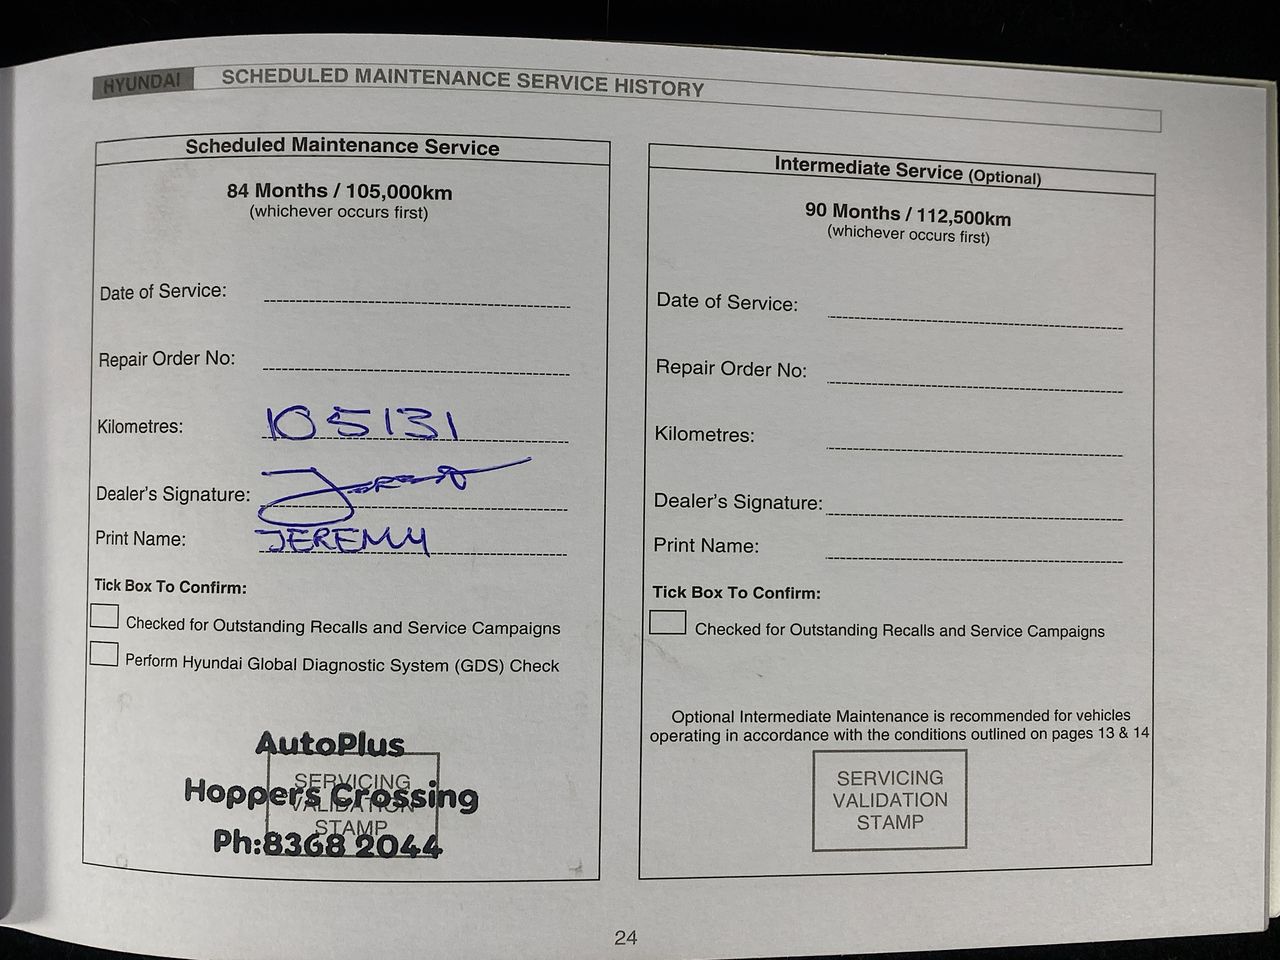 HYUNDAI SCHEDULED MAINTENANCE SERVICE HISTORY
Scheduled Maintenance Service
84 Months / 105,000km
(whichever occurs first)
Date of Service:
Repair Order No:
Kilometres: 105131
Dealer's Signature:
Print Name: JEREMY
Tick Box To Confirm:
Checked for Outstanding Recalls and Service Campaigns
Perform Hyundai Global Diagnostic System (GDS) Check
AutoPlus
SERVICING
Hoppers Crossing
VALIDATION
STAMP
Ph:8368 2044
Intermediate Service (Optional)
90 Months / 112,500km
(whichever occurs first)
Date of Service:
Repair Order No:
Kilometres:
Dealer's Signature:
Print Name:
Tick Box To Confirm:
Checked for Outstanding Recalls and Service Campaigns
Optional Intermediate Maintenance is recommended for vehicles
operating in accordance with the conditions outlined on pages 13 & 14
SERVICING
VALIDATION
STAMP
24